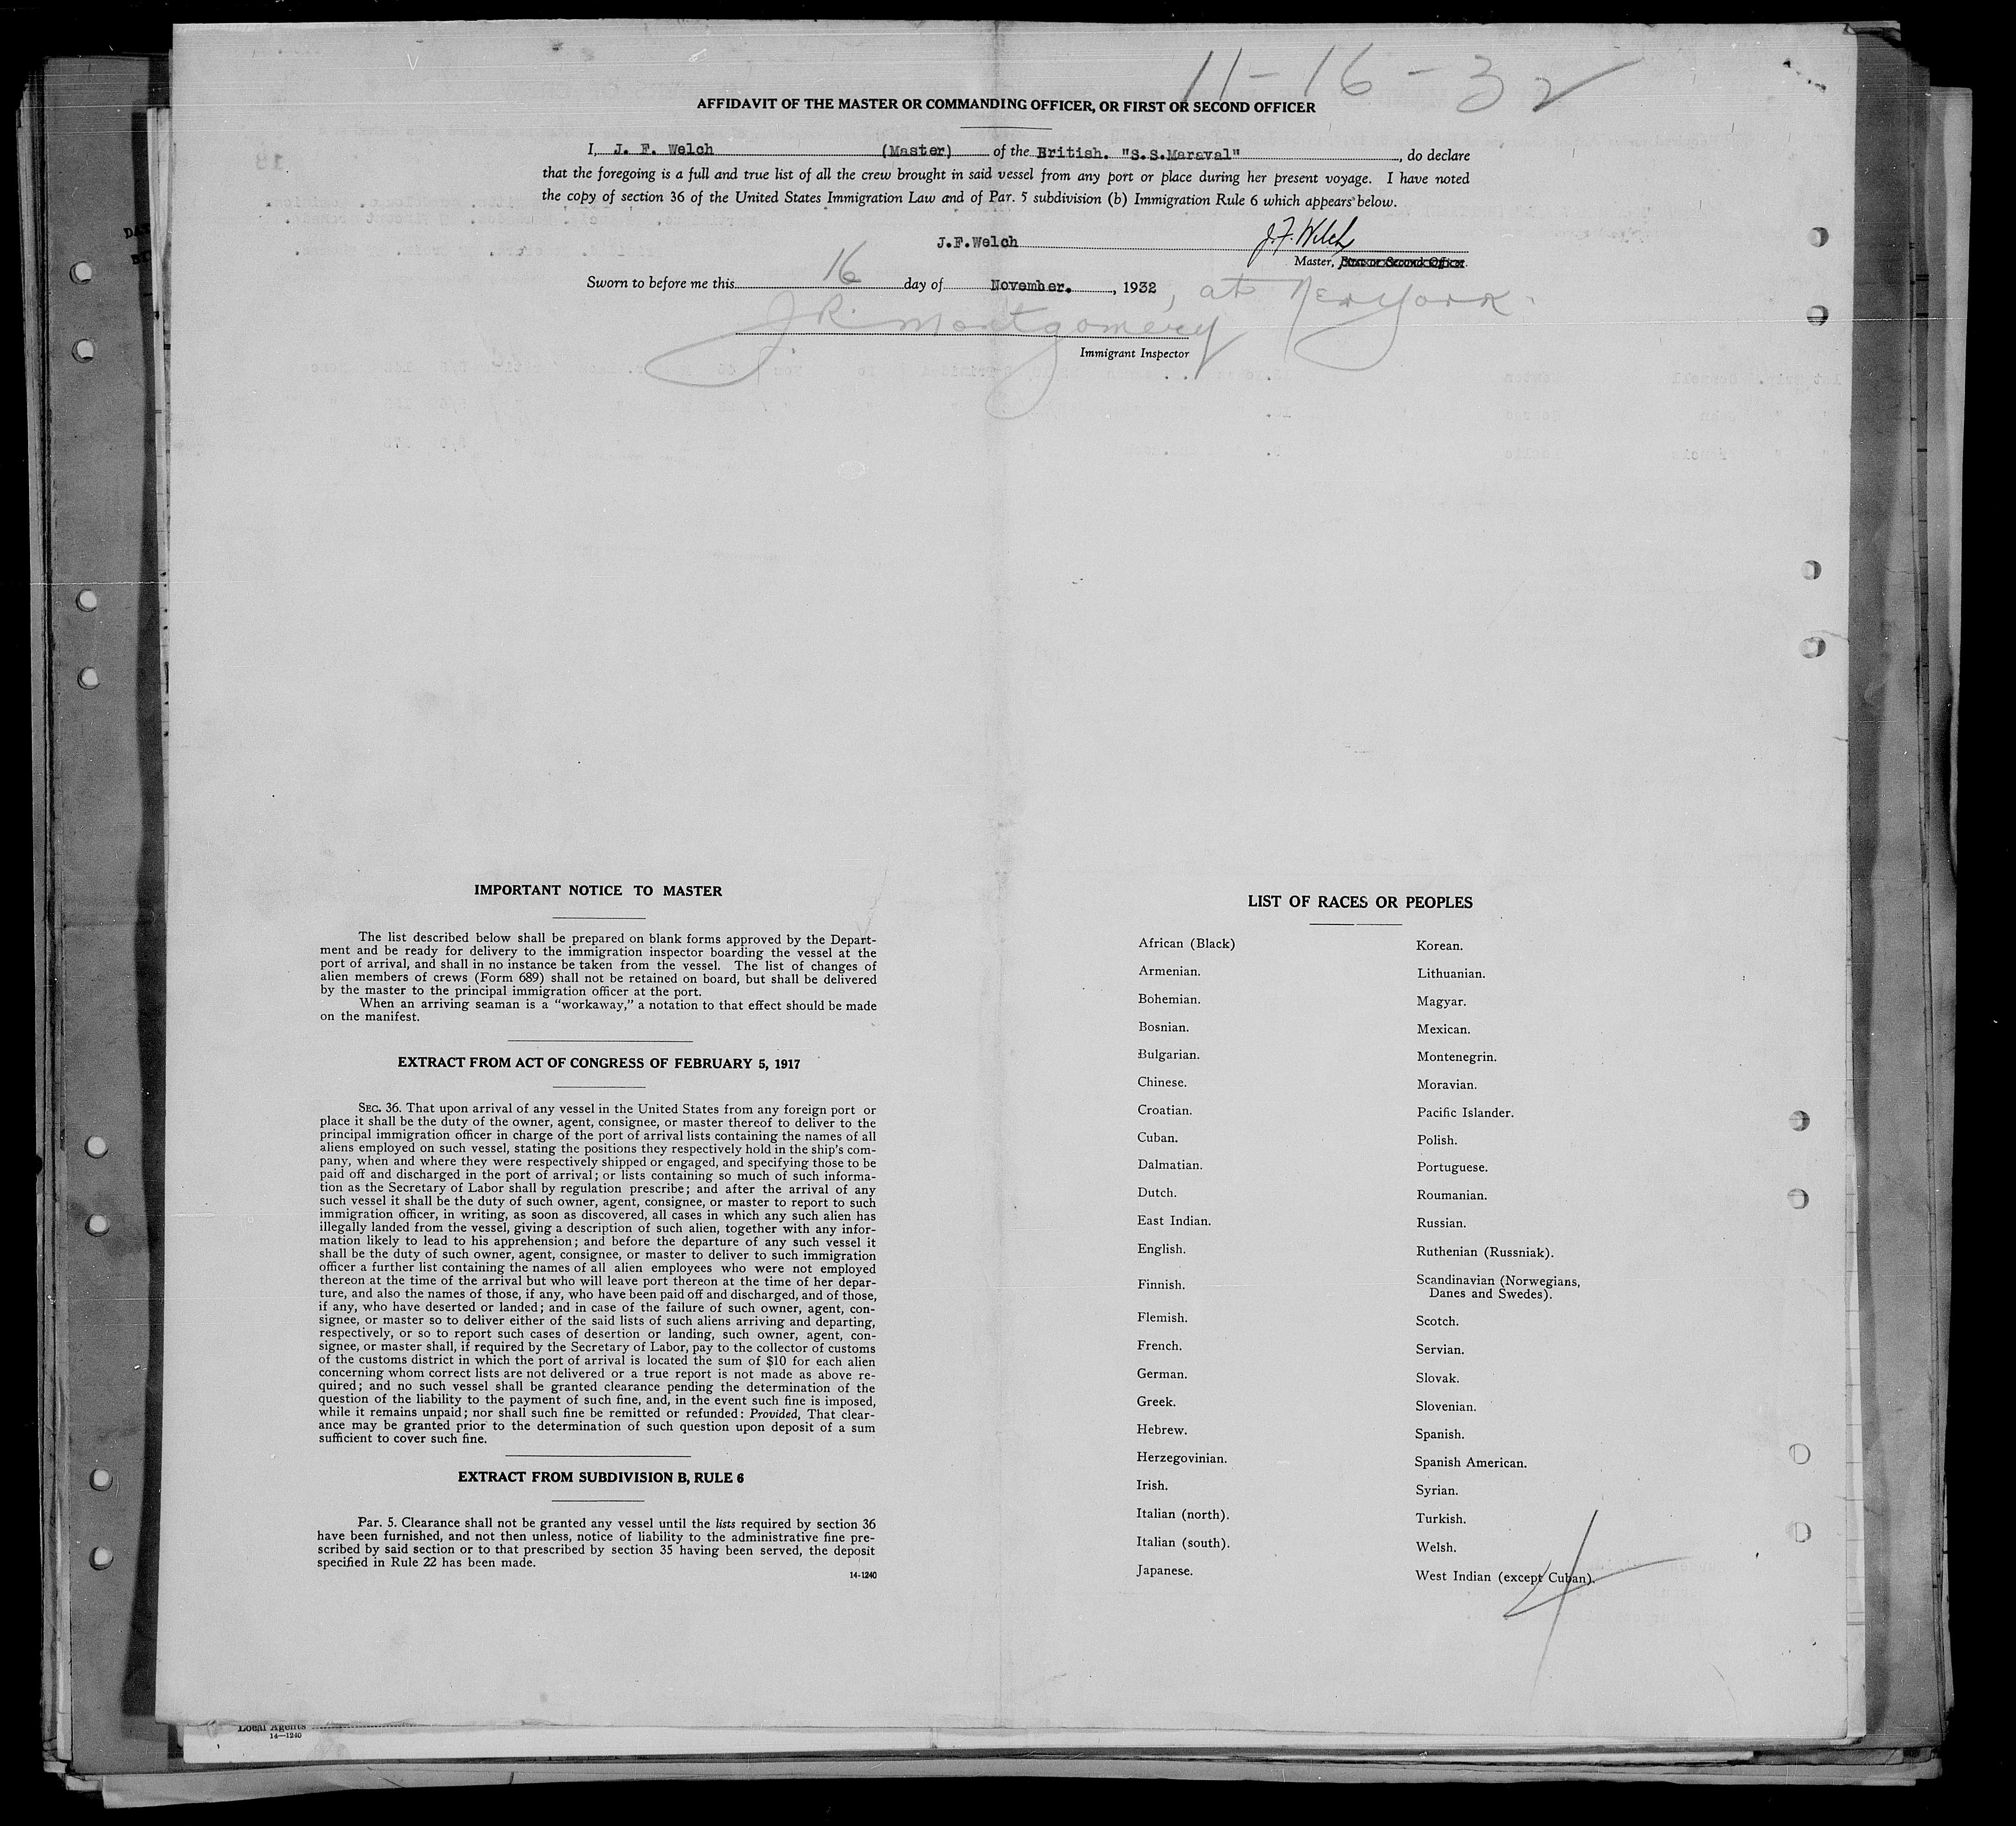 11-16-32
AFFIDAVIT OF THE MASTER OR COMMANDING OFFICER, OR FIRST OR SECOND OFFICER
I, J. F. Welch (Master) of the British. "S.S.Maraval", do declare
that the foregoing is a full and true list of all the crew brought in said vessel from any port or place during her present voyage. I have noted
the copy of section 36 of the United States Immigration Law and of Par. 5 subdivision (b) Immigration Rule 6 which appears below.
J.F.Welch J.F. Welch
Master, First or Second Officer.
Sworn to before me this 16 day of November., 1932, at New York.
J.R. Montgomery
Immigrant Inspector
IMPORTANT NOTICE TO MASTER
The list described below shall be prepared on blank forms approved by the Depart-
ment and be ready for delivery to the immigration inspector boarding the vessel at the
port of arrival, and shall in no instance be taken from the vessel. The list of changes of
alien members of crews (Form 689) shall not be retained on board, but shall be delivered
by the master to the principal immigration officer at the port.
When an arriving seaman is a "workaway," a notation to that effect should be made
on the manifest.
EXTRACT FROM ACT OF CONGRESS OF FEBRUARY 5, 1917
SEC. 36. That upon arrival of any vessel in the United States from any foreign port or
place it shall be the duty of the owner, agent, consignee, or master thereof to deliver to the
principal immigration officer in charge of the port of arrival lists containing the names of all
aliens employed on such vessel, stating the positions they respectively hold in the ship's com-
pany, when and where they were respectively shipped or engaged, and specifying those to be
paid off and discharged in the port of arrival; or lists containing so much of such informa-
tion as the Secretary of Labor shall by regulation prescribe; and after the arrival of any
such vessel it shall be the duty of such owner, agent, consignee, or master to report to such
immigration officer, in writing, as soon as discovered, all cases in which any such alien has
illegally landed from the vessel, giving a description of such alien, together with any infor-
mation likely to lead to his apprehension; and before the departure of any such vessel it
shall be the duty of such owner, agent, consignee, or master to deliver to such immigration
officer a further list containing the names of all alien employees who were not employed
thereon at the time of the arrival but who will leave port thereon at the time of her depar-
ture, and also the names of those, if any, who have been paid off and discharged, and of those,
if any, who have deserted or landed; and in case of the failure of such owner, agent, con-
signee, or master so to deliver either of the said lists of such aliens arriving and departing,
respectively, or so to report such cases of desertion or landing, such owner, agent, con-
signee, or master shall, if required by the Secretary of Labor, pay to the collector of customs
of the customs district in which the port of arrival is located the sum of $10 for each alien
concerning whom correct lists are not delivered or a true report is not made as above re-
quired; and no such vessel shall be granted clearance pending the determination of the
question of the liability to the payment of such fine, and, in the event such fine is imposed,
while it remains unpaid; nor shall such fine be remitted or refunded: Provided, That clear-
ance may be granted prior to the determination of such question upon deposit of a sum
sufficient to cover such fine.
EXTRACT FROM SUBDIVISION B, RULE 6
Par. 5. Clearance shall not be granted any vessel until the lists required by section 36
have been furnished, and not then unless, notice of liability to the administrative fine pre-
scribed by said section or to that prescribed by section 35 having been served, the deposit
specified in Rule 22 has been made.
14-1240
LIST OF RACES OR PEOPLES
African (Black)
Armenian.
Bohemian.
Bosnian.
Bulgarian.
Chinese.
Croatian.
Cuban.
Dalmatian.
Dutch.
East Indian.
English.
Finnish.
Flemish.
French.
German.
Greek.
Hebrew.
Herzegovinian.
Irish.
Italian (north).
Italian (south).
Japanese.
Korean.
Lithuanian.
Magyar.
Mexican.
Montenegrin.
Moravian.
Pacific Islander.
Polish.
Portuguese.
Roumanian.
Russian.
Ruthenian (Russniak).
Scandinavian (Norwegians,
Danes and Swedes).
Scotch.
Servian.
Slovak.
Slovenian.
Spanish.
Spanish American.
Syrian.
Turkish.
Welsh.
West Indian (except Cuban).
Local Agents
14-1240